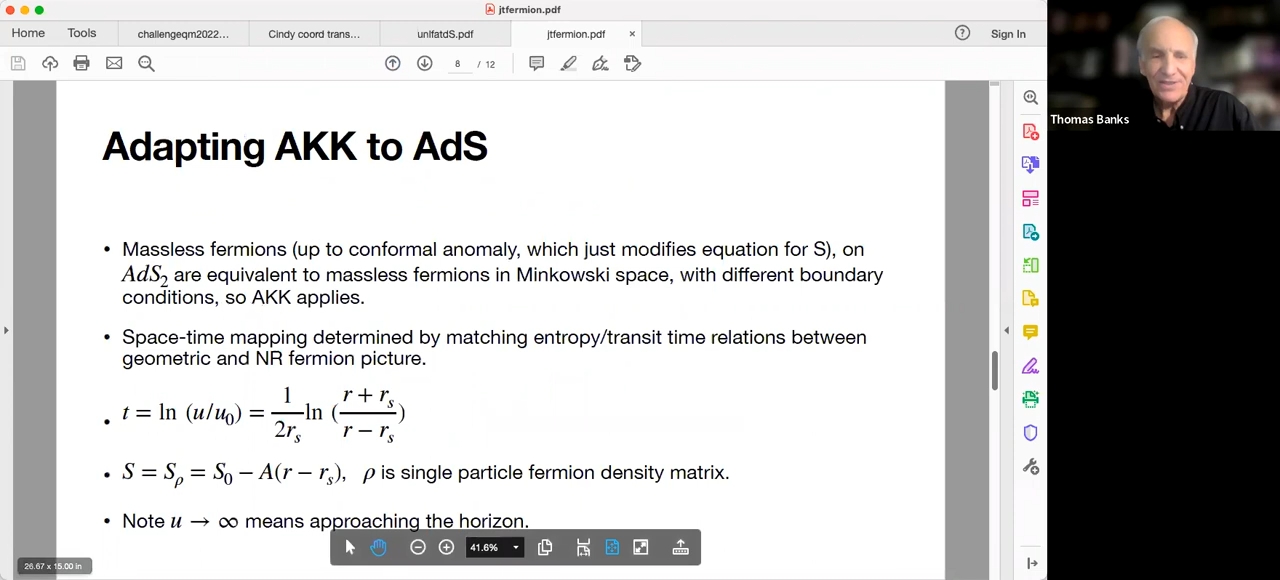 jtfermion.pdf
Home Tools challengeqm2022... Cindy coord trans... unifatdS.pdf jtfermion.pdf × Sign In
8 / 12
Thomas Banks
Adapting AKK to AdS
• Massless fermions (up to conformal anomaly, which just modifies equation for S), on
AdS₂ are equivalent to massless fermions in Minkowski space, with different boundary
conditions, so AKK applies.
• Space-time mapping determined by matching entropy/transit time relations between
geometric and NR fermion picture.
• t = ln (u/u₀) = 1/(2rₛ) ln ((r + rₛ)/(r − rₛ))
• S = Sρ = S₀ − A(r − rₛ), ρ is single particle fermion density matrix.
• Note u → ∞ means approaching the horizon.
41.6%
26.67 x 15.00 in